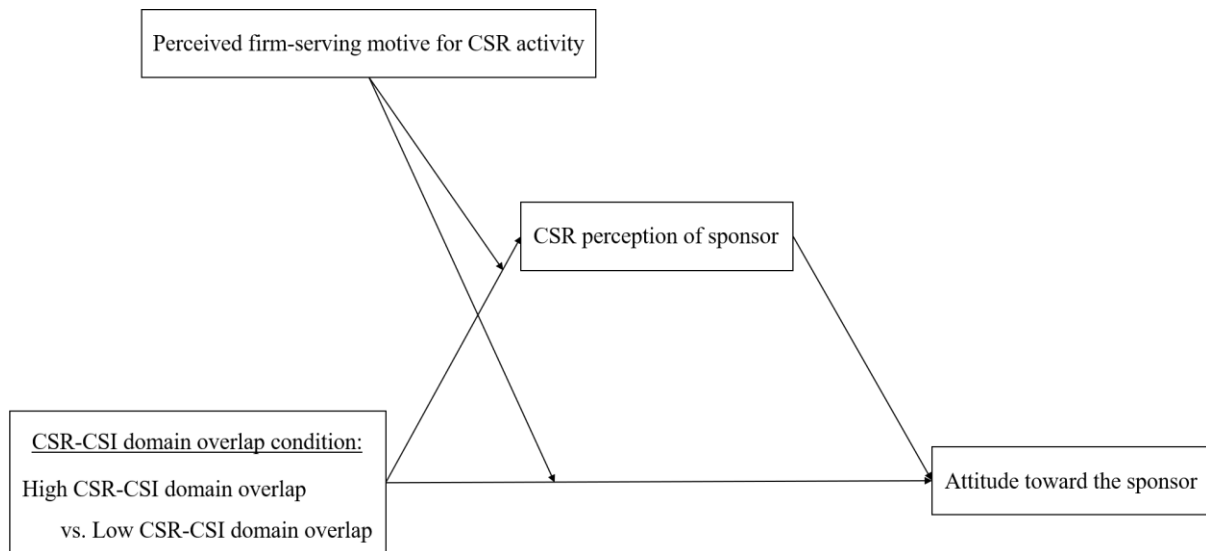 Perceived firm-serving motive for CSR activity
CSR perception of sponsor
CSR-CSI domain overlap condition:
High CSR-CSI domain overlap
vs. Low CSR-CSI domain overlap
Attitude toward the sponsor